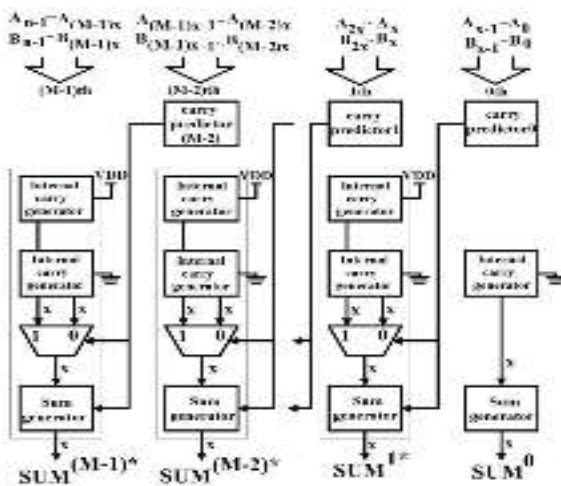 A n-1 - A (M-1)x A (M-1)x-1 - A (M-2)x A 2x - A x A x-1 - A 0
B n-1 - B (M-1)x B (M-1)x-1 - B (M-2)x B 2x - B x B x-1 - B 0
(M-1)th (M-2)th 1th 0th
carry predictor (M-2)
carry predictor1
carry predictor0
VDD VDD VDD
Internal carry generator
Internal carry generator
Internal carry generator
Internal carry generator
Internal carry generator
Internal carry generator
Internal carry generator
x x x x x x
1 0 1 0 1 0
x x x x
Sum generator
Sum generator
Sum generator
Sum generator
x x x x
SUM (M-1)* SUM (M-2)* SUM 1* SUM 0